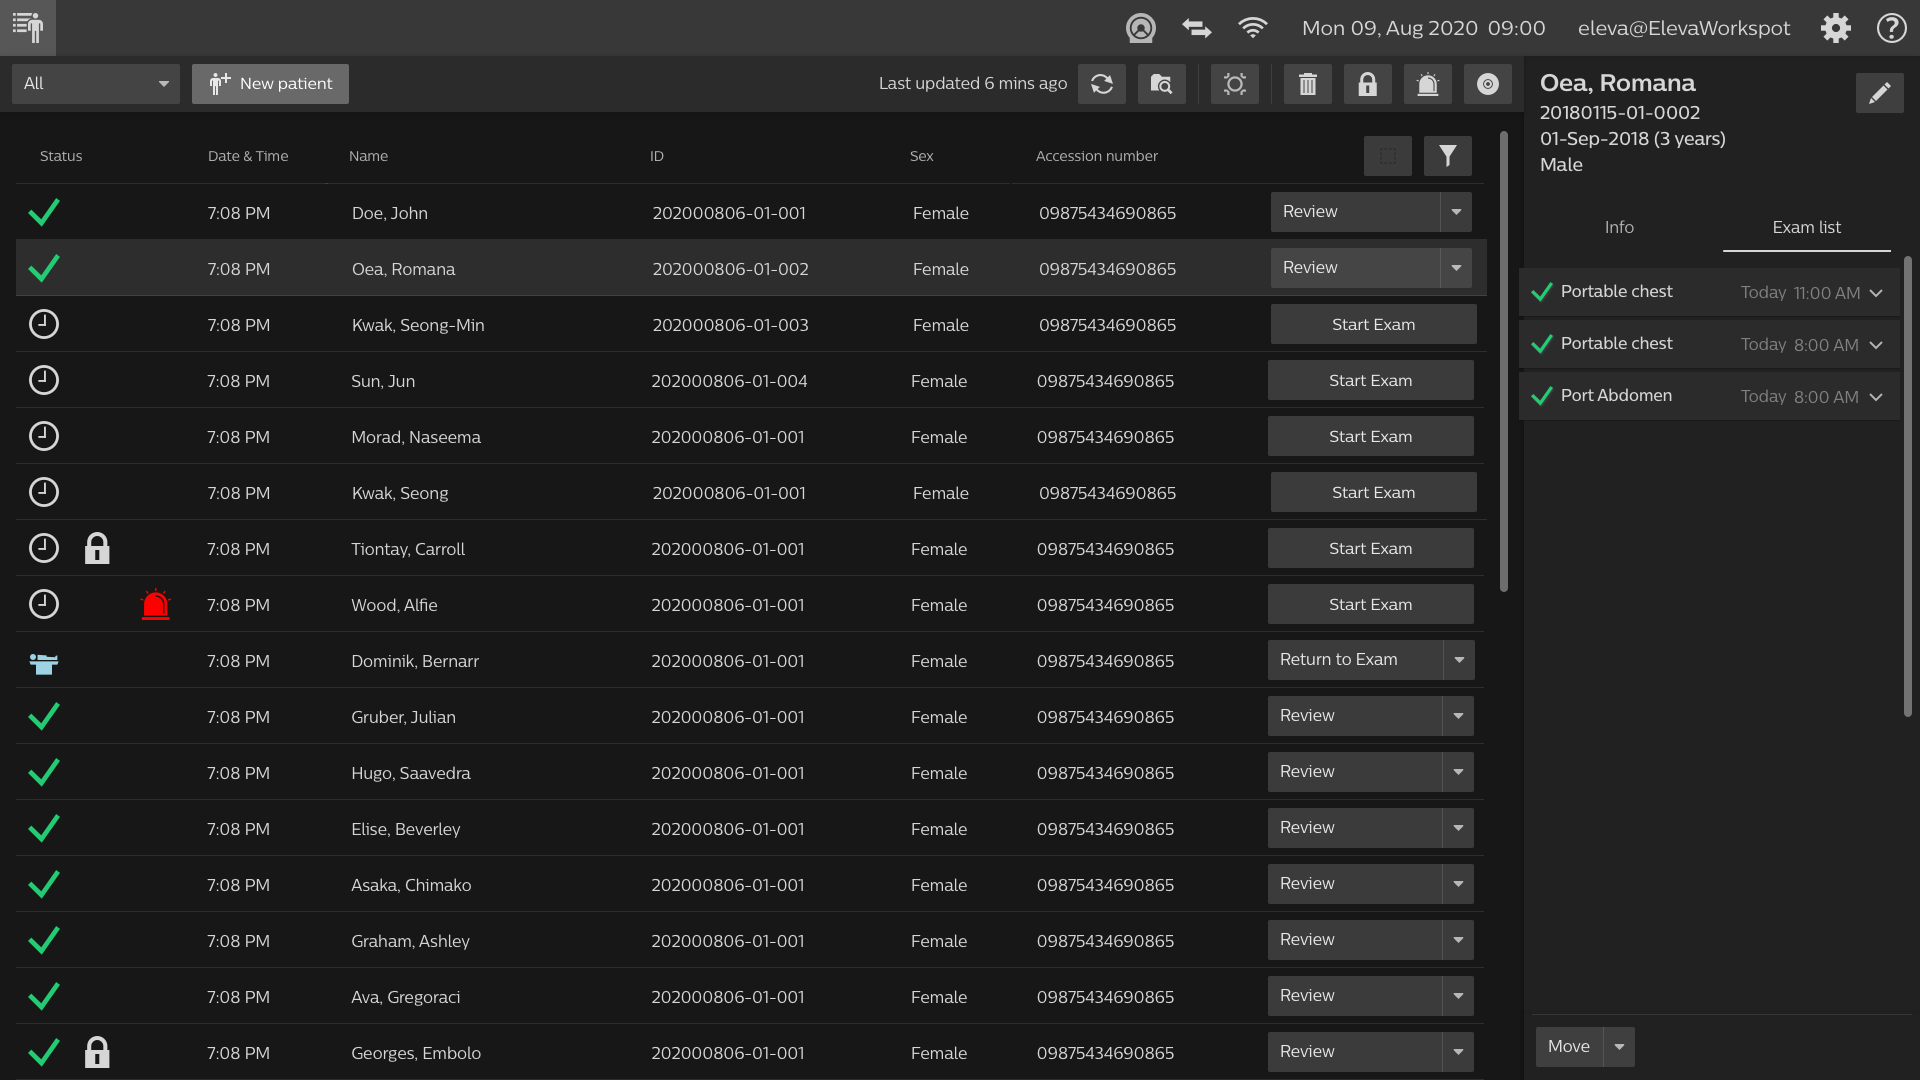 Mon 09, Aug 2020 09:00 eleva@ElevaWorkspot
All New patient Last updated 6 mins ago
Status Date & Time Name ID Sex Accession number
7:08 PM Doe, John 202000806-01-001 Female 09875434690865 Review
7:08 PM Oea, Romana 202000806-01-002 Female 09875434690865 Review
7:08 PM Kwak, Seong-Min 202000806-01-003 Female 09875434690865 Start Exam
7:08 PM Sun, Jun 202000806-01-004 Female 09875434690865 Start Exam
7:08 PM Morad, Naseema 202000806-01-001 Female 09875434690865 Start Exam
7:08 PM Kwak, Seong 202000806-01-001 Female 09875434690865 Start Exam
7:08 PM Tiontay, Carroll 202000806-01-001 Female 09875434690865 Start Exam
7:08 PM Wood, Alfie 202000806-01-001 Female 09875434690865 Start Exam
7:08 PM Dominik, Bernarr 202000806-01-001 Female 09875434690865 Return to Exam
7:08 PM Gruber, Julian 202000806-01-001 Female 09875434690865 Review
7:08 PM Hugo, Saavedra 202000806-01-001 Female 09875434690865 Review
7:08 PM Elise, Beverley 202000806-01-001 Female 09875434690865 Review
7:08 PM Asaka, Chimako 202000806-01-001 Female 09875434690865 Review
7:08 PM Graham, Ashley 202000806-01-001 Female 09875434690865 Review
7:08 PM Ava, Gregoraci 202000806-01-001 Female 09875434690865 Review
7:08 PM Georges, Embolo 202000806-01-001 Female 09875434690865 Review
Oea, Romana
20180115-01-0002
01-Sep-2018 (3 years)
Male
Info Exam list
Portable chest Today 11:00 AM
Portable chest Today 8:00 AM
Port Abdomen Today 8:00 AM
Move